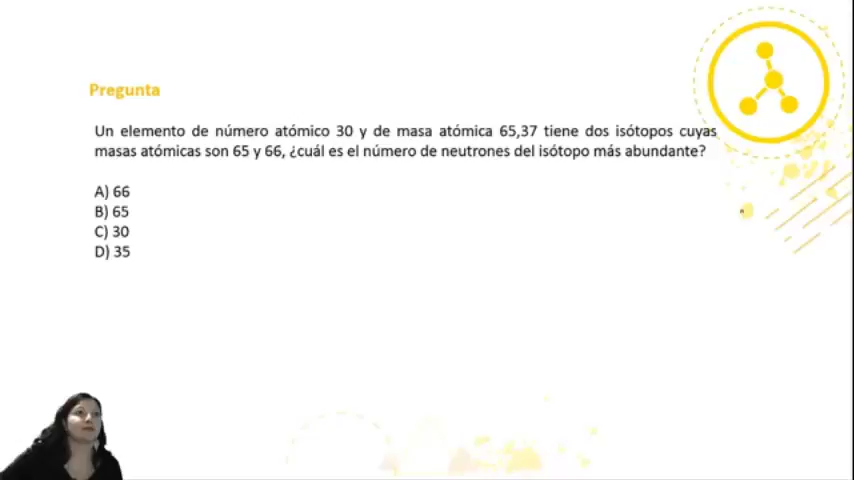 Pregunta
Un elemento de número atómico 30 y de masa atómica 65,37 tiene dos isótopos cuyas
masas atómicas son 65 y 66, ¿cuál es el número de neutrones del isótopo más abundante?
A) 66
B) 65
C) 30
D) 35